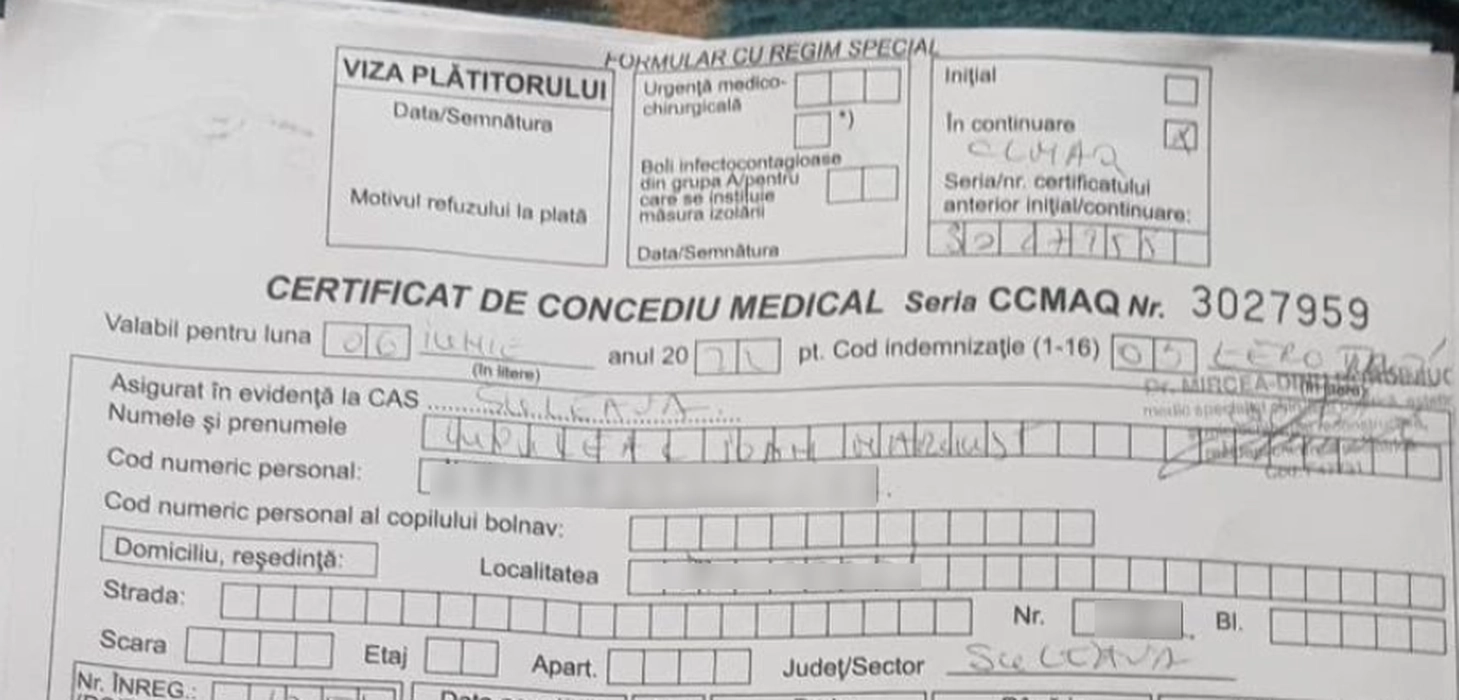 FORMULAR CU REGIM SPECIAL
VIZA PLĂTITORULUI
Data/Semnătura
Motivul refuzului la plată
Urgenţă medico-
chirurgicală
*)
Boli infectocontagioase
din grupa A/pentru
care se instituie
măsura izolării
Data/Semnătura
Iniţial
În continuare X
CCMAQ
Seria/nr. certificatului
anterior iniţial/continuare:
CERTIFICAT DE CONCEDIU MEDICAL Seria CCMAQ Nr. 3027959
Valabil pentru luna 06 iunie anul 20 pt. Cod indemnizaţie (1-16)
(în litere)
Asigurat în evidenţă la CAS SUCEAVA
Dr. MIRCEA-
Numele şi prenumele DAN
Cod numeric personal:
Cod numeric personal al copilului bolnav:
Domiciliu, reşedinţă: Localitatea
Strada: Nr. Bl.
Scara Etaj Apart. Judeţ/Sector SUCEAVA
Nr. ÎNREG.: